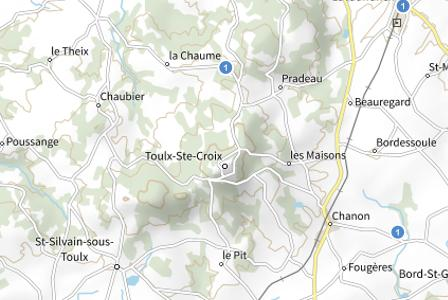 1
le Theix
la Chaume
1
Pradeau
St-M
Chaubier
Beauregard
Poussange
Bordessoule
Toulx-Ste-Croix
les Maisons
Chanon
1
St-Silvain-sous-
Toulx
le Pit
Fougères
Bord-St-G